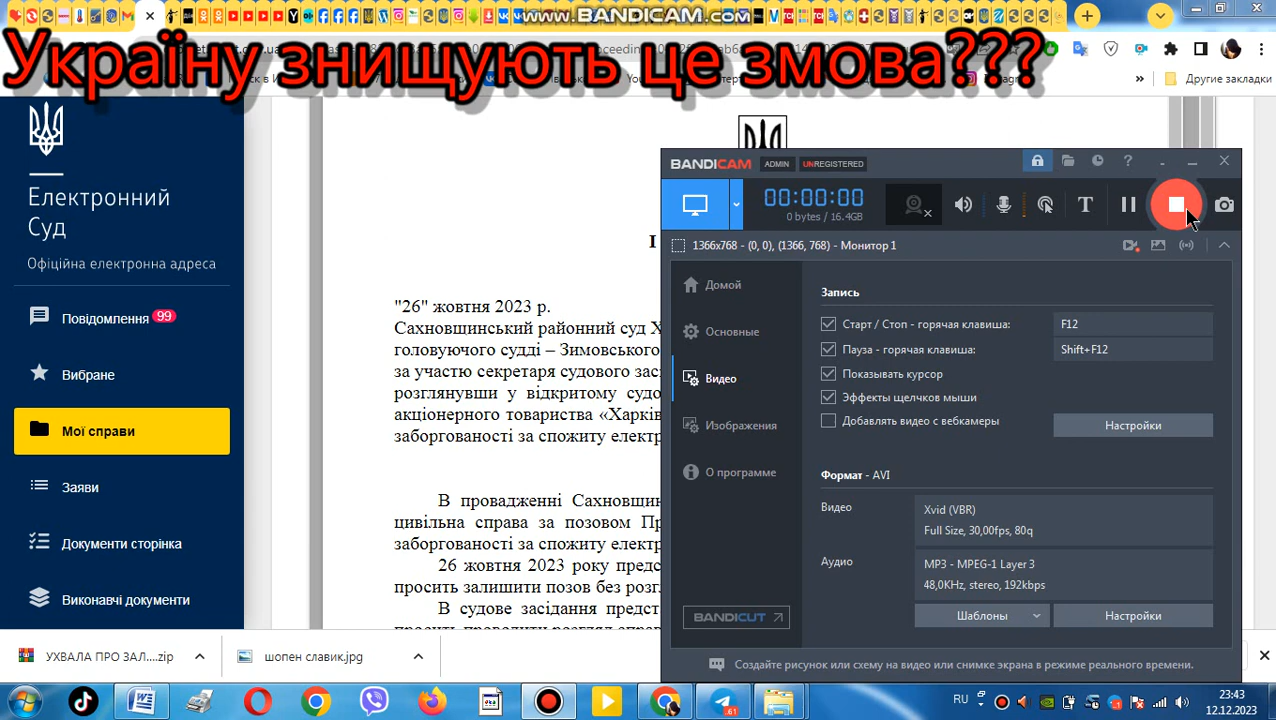 www.BANDICAM.com
Україну знищують це змова???
Другие закладки
Електронний
Суд
Офіційна електронна адреса
Повідомлення 99
Вибране
Мої справи
Заяви
Документи сторінка
Виконавчі документи
"26" жовтня 2023 р.
Сахновщинський районний суд Х
головуючого судді – Зимовського
за участю секретаря судового зас
розглянувши у відкритому судо
акціонерного товариства «Харків
заборгованості за спожиту електр
В провадженні Сахновщин
цивільна справа за позовом Пр
заборгованості за спожиту електр
26 жовтня 2023 року предс
просить залишити позов без розгл
В судове засідання предст
BANDICAM ADMIN UNREGISTERED
00:00:00
0 bytes / 16.4GB
1366x768 - (0, 0), (1366, 768) - Монитор 1
Домой
Основные
Видео
Изображения
О программе
BANDICUT
Запись
Старт / Стоп - горячая клавиша: F12
Пауза - горячая клавиша: Shift+F12
Показывать курсор
Эффекты щелчков мыши
Добавлять видео с вебкамеры
Настройки
Формат - AVI
Видео
Xvid (VBR)
Full Size, 30,00fps, 80q
Аудио
MP3 - MPEG-1 Layer 3
48,0KHz, stereo, 192kbps
Шаблоны Настройки
Создайте рисунок или схему на видео или снимке экрана в режиме реального времени.
УХВАЛА ПРО ЗАЛ....zip
шопен славик.jpg
RU
23:43
12.12.2023